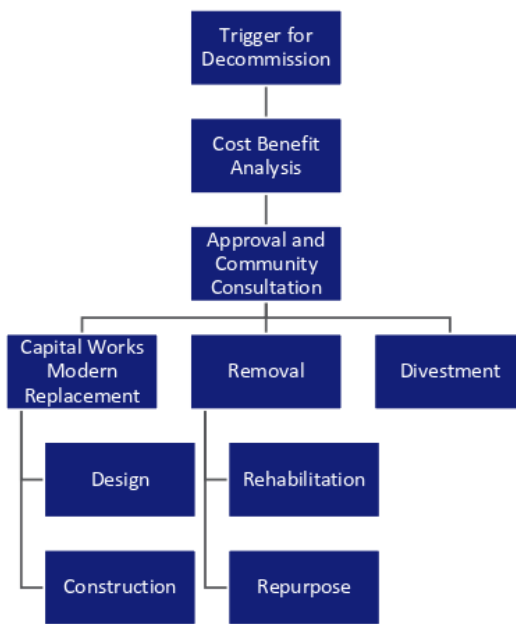 Trigger for
Decommission
Cost Benefit
Analysis
Approval and
Community
Consultation
Capital Works
Modern
Replacement
Removal
Divestment
Design
Rehabilitation
Construction
Repurpose